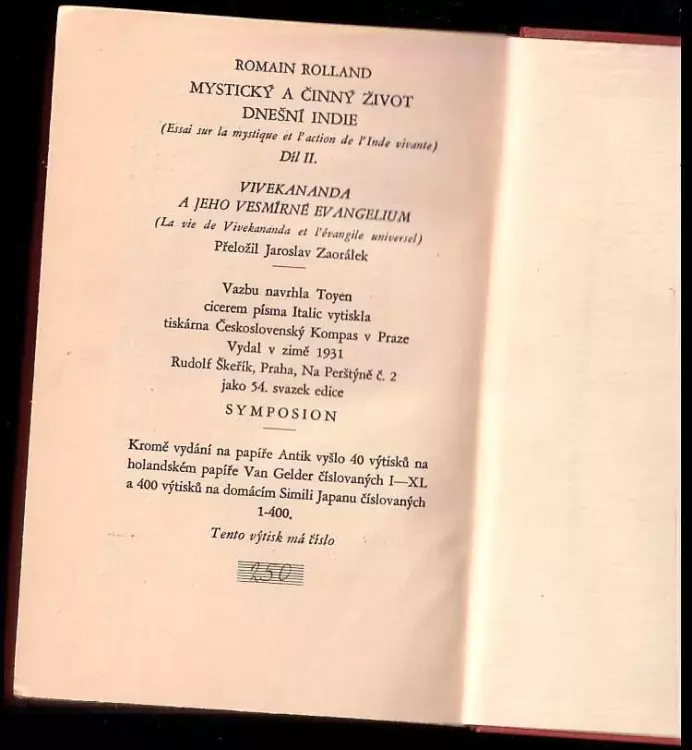 ROMAIN ROLLAND
MYSTICKÝ A ČINNÝ ŽIVOT
DNEŠNÍ INDIE
(Essai sur la mystique et l'action de l'Inde vivante)
Díl II.
VIVEKANANDA
A JEHO VESMÍRNÉ EVANGELIUM
(La vie de Vivekananda et l'évangile universel)
Přeložil Jaroslav Zaorálek
Vazbu navrhla Toyen
cicerem písma Italic vytiskla
tiskárna Československý Kompas v Praze
Vydal v zimě 1931
Rudolf Škeřík, Praha, Na Perštýně č. 2
jako 54. svazek edice
SYMPOSION
Kromě vydání na papíře Antik vyšlo 40 výtisků na
holandském papíře Van Gelder číslovaných I—XL
a 400 výtisků na domácím Simili Japanu číslovaných
1-400.
Tento výtisk má číslo
250